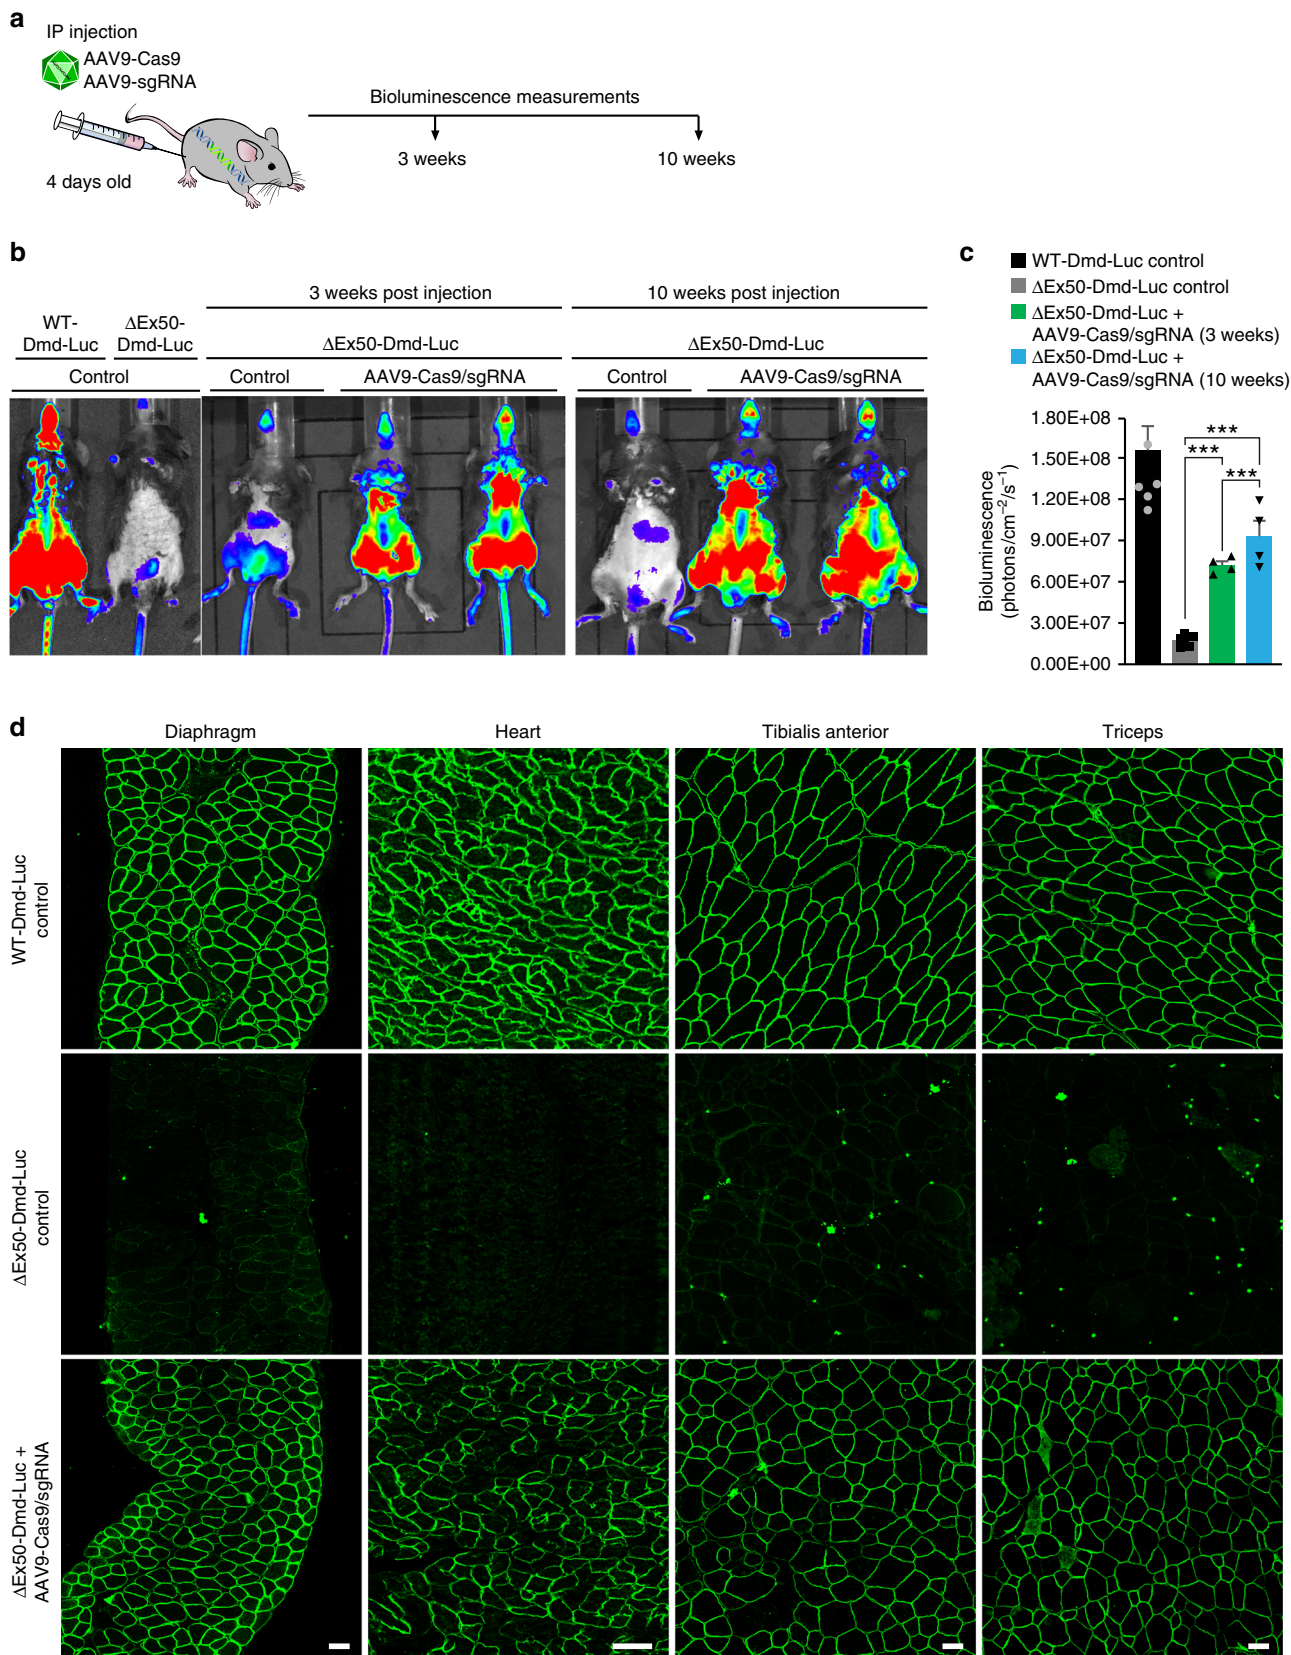 a
IP injection
AAV9-Cas9
AAV9-sgRNA
4 days old
Bioluminescence measurements
3 weeks
10 weeks
b
3 weeks post injection
10 weeks post injection
WT-
Dmd-Luc
ΔEx50-
Dmd-Luc
ΔEx50-Dmd-Luc
ΔEx50-Dmd-Luc
Control
Control
AAV9-Cas9/sgRNA
Control
AAV9-Cas9/sgRNA
c
WT-Dmd-Luc control
ΔEx50-Dmd-Luc control
ΔEx50-Dmd-Luc +
AAV9-Cas9/sgRNA (3 weeks)
ΔEx50-Dmd-Luc +
AAV9-Cas9/sgRNA (10 weeks)
Bioluminescence
(photons/cm⁻²/s⁻¹)
1.80E+08
1.50E+08
1.20E+08
9.00E+07
6.00E+07
3.00E+07
0.00E+00
***
***
***
d
Diaphragm
Heart
Tibialis anterior
Triceps
WT-Dmd-Luc
control
ΔEx50-Dmd-Luc
control
ΔEx50-Dmd-Luc +
AAV9-Cas9/sgRNA